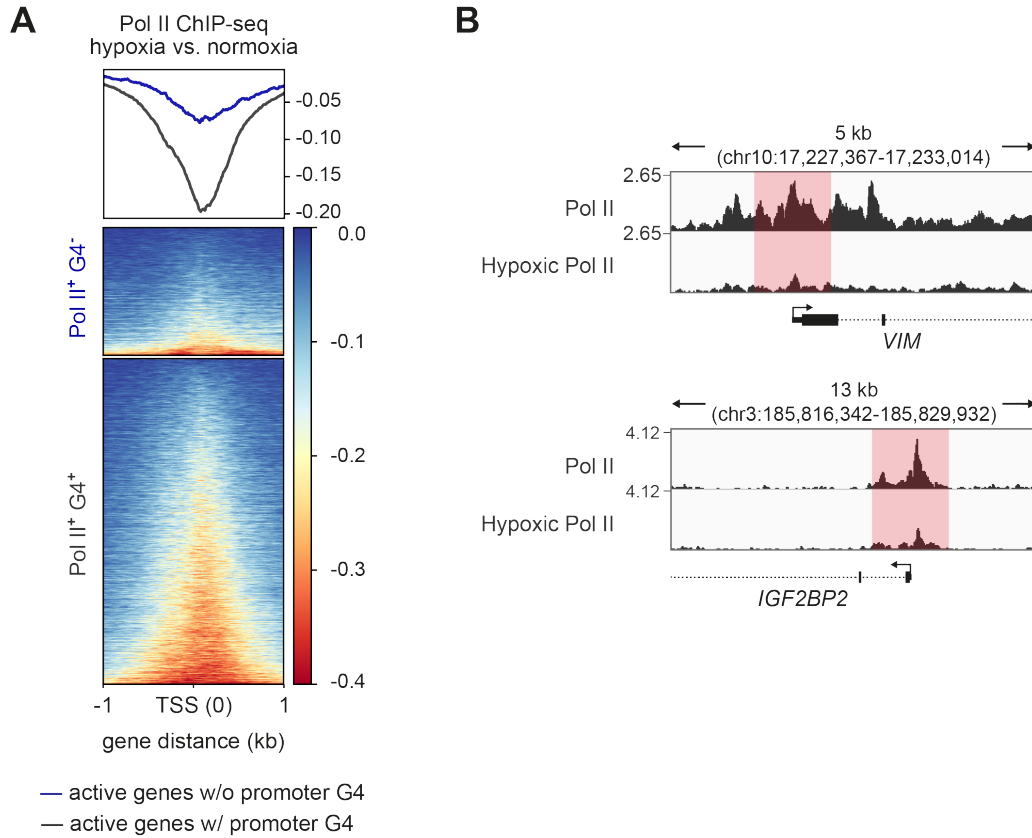 A
Pol II ChIP-seq
hypoxia vs. normoxia
-0.05
-0.10
-0.15
-0.20
Pol II⁺ G4⁻
Pol II⁺ G4⁺
0.0
-0.1
-0.2
-0.3
-0.4
-1
TSS (0)
1
gene distance (kb)
active genes w/o promoter G4
active genes w/ promoter G4
B
5 kb
(chr10:17,227,367-17,233,014)
2.65
Pol II
2.65
Hypoxic Pol II
VIM
13 kb
(chr3:185,816,342-185,829,932)
4.12
Pol II
4.12
Hypoxic Pol II
IGF2BP2